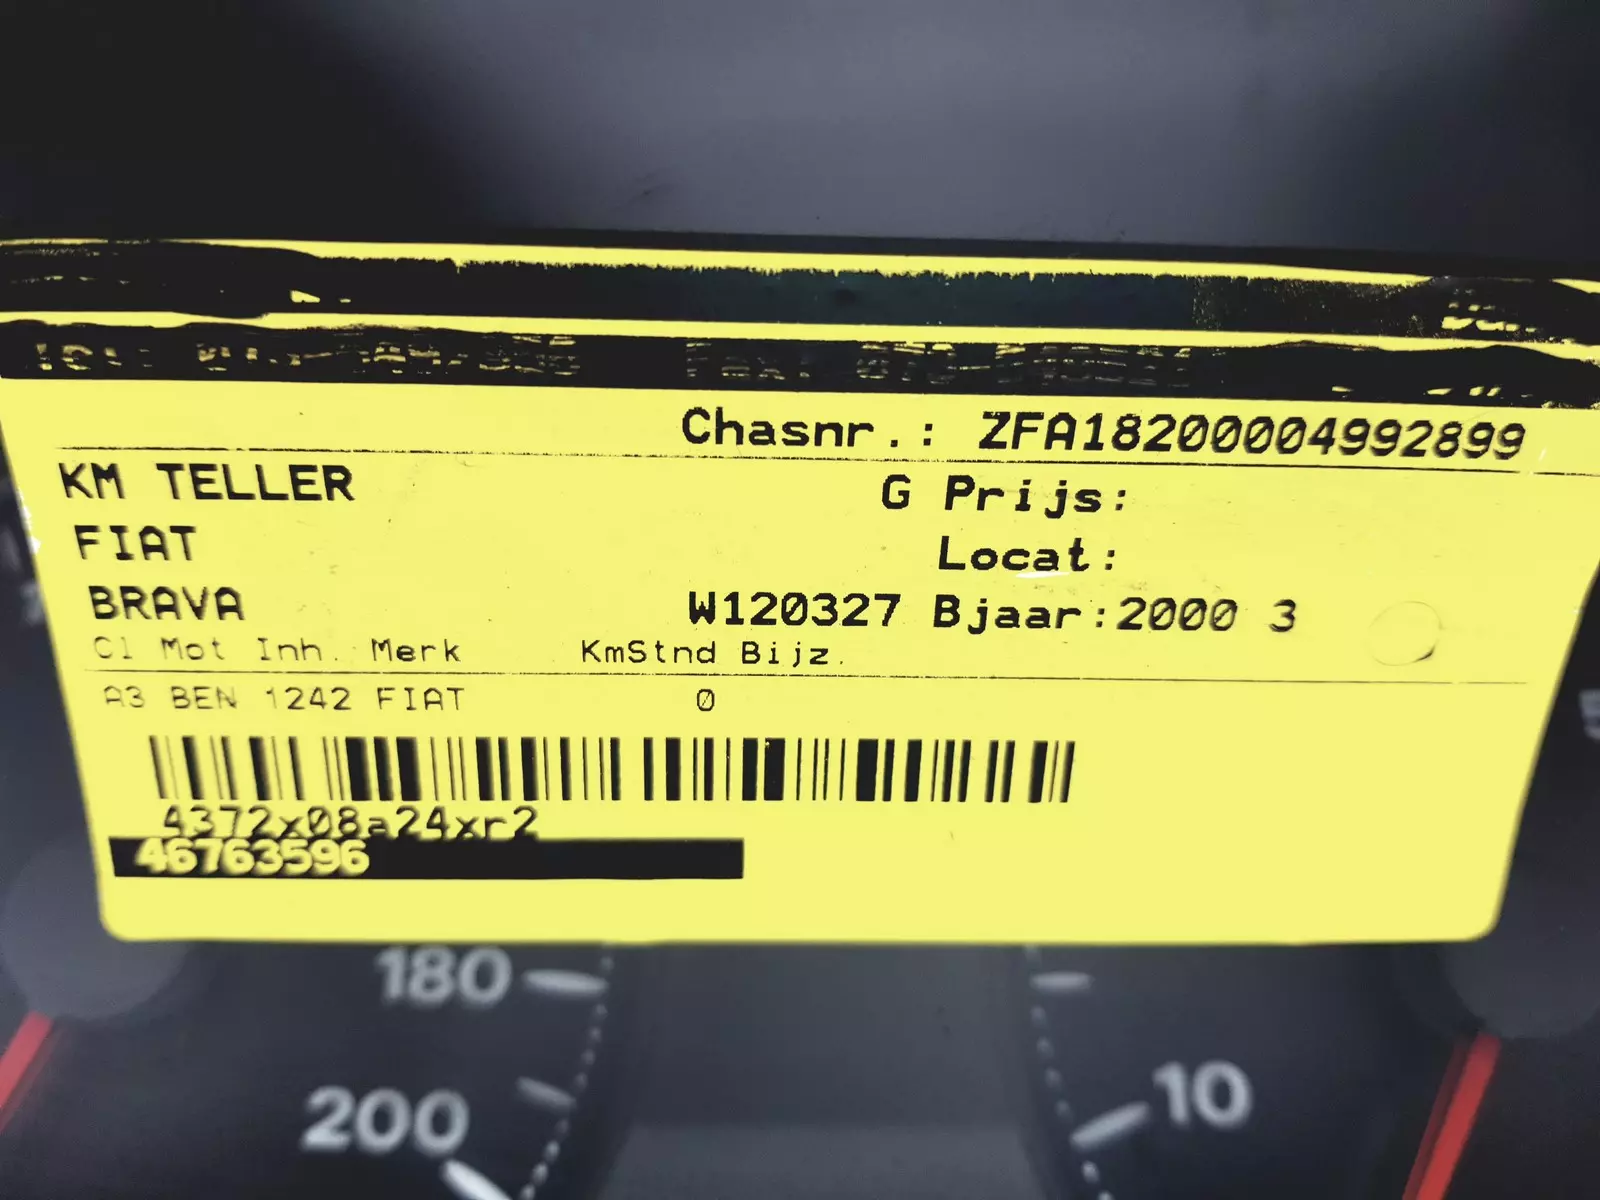 Chasnr.: ZFA18200004992899
KM TELLER G Prijs:
FIAT Locat:
BRAVA W120327 Bjaar:2000 3
Cl Mot Inh. Merk KmStnd Bijz.
A3 BEN 1242 FIAT 0
4372x08a24xr2
46763596
180
200
10